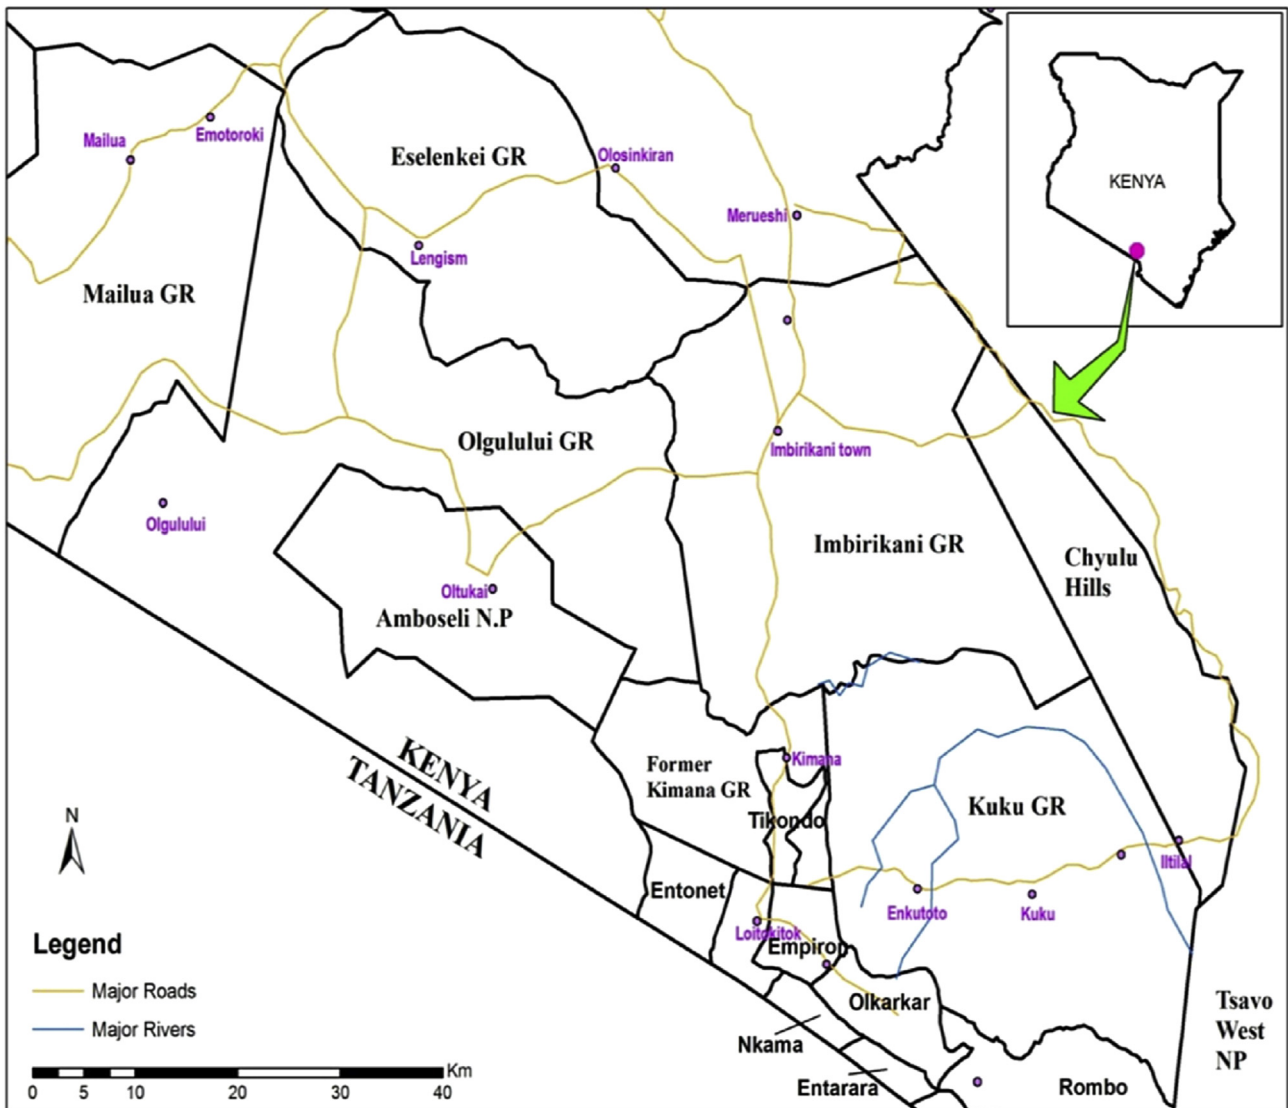 Mailua
Emotoroki
Eselenkei GR
Olosinkiran
KENYA
Merueshi
Lengism
Mailua GR
Olgulului GR
Imbirikani town
Olgulului
Imbirikani GR
Chyulu
Hills
Oltukai
Amboseli N.P
KENYA
TANZANIA
Former
Kimana GR
Kimana
Tikondo
Kuku GR
N
Iltilal
Entonet
Enkutoto
Kuku
Loitokitok
Empiron
Legend
Major Roads
Major Rivers
Olkarkar
Tsavo
West
NP
Nkama
Entarara
Rombo
Km
0 5 10 20 30 40